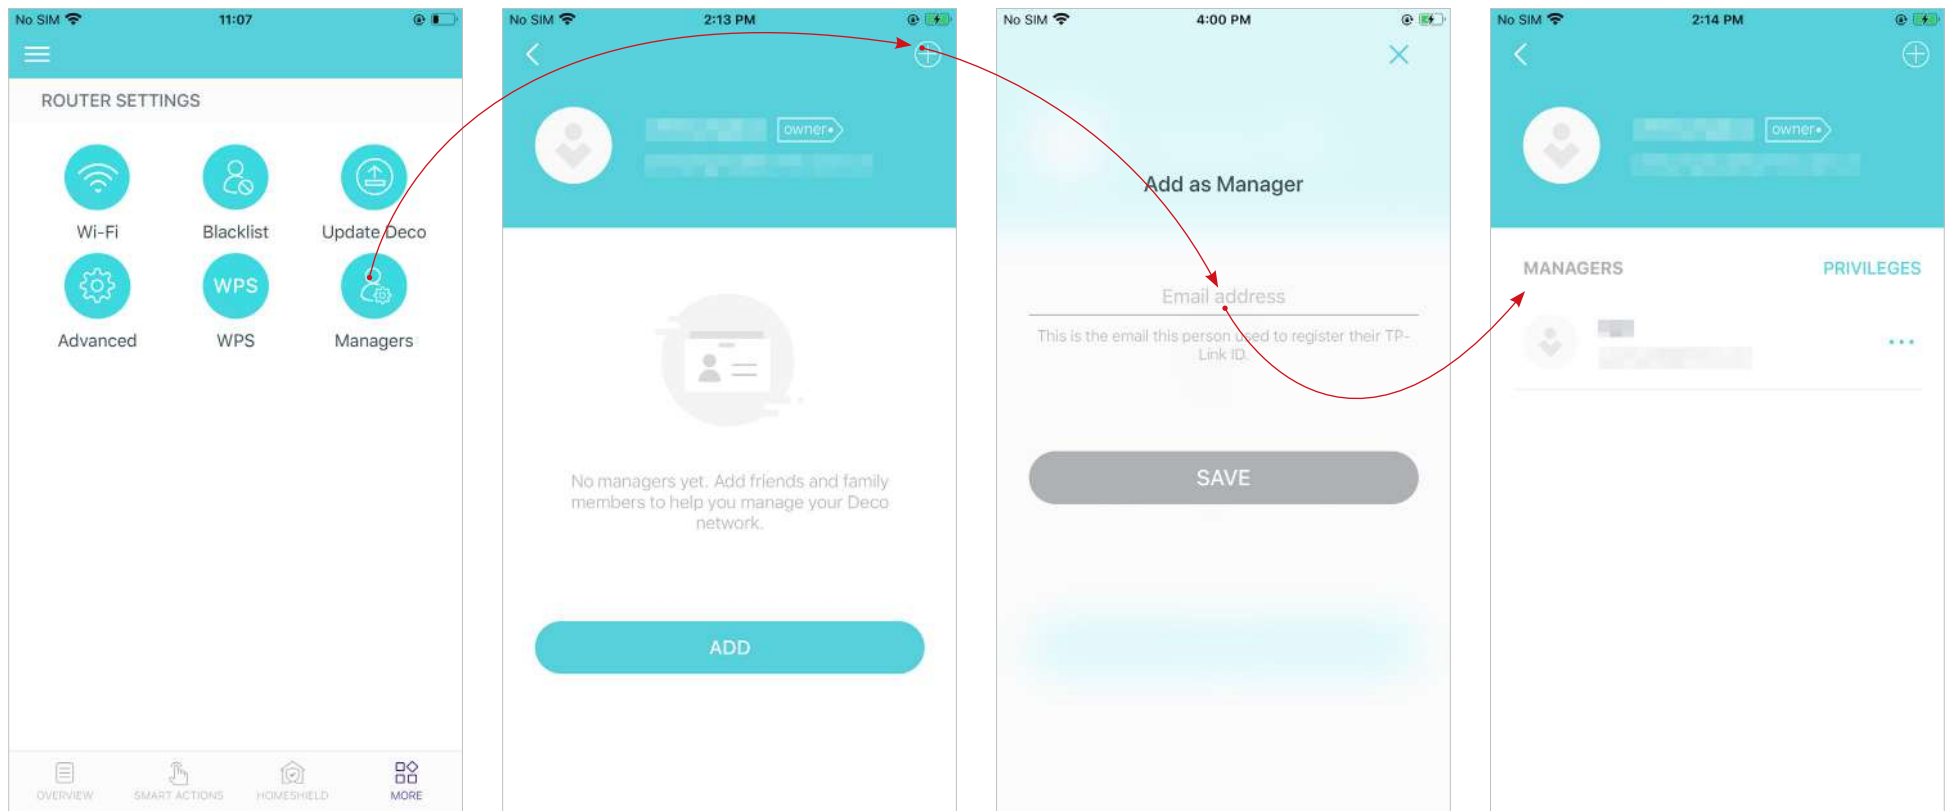 No SIM
11:07
ROUTER SETTINGS
Wi-Fi
Blacklist
Update Deco
WPS
Advanced
WPS
Managers
OVERVIEW
SMART ACTIONS
HOMESHIELD
MORE
No SIM
2:13 PM
owner
No managers yet. Add friends and family
members to help you manage your Deco
network.
ADD
No SIM
4:00 PM
Add as Manager
Email address
This is the email this person used to register their TP-
Link ID.
SAVE
No SIM
2:14 PM
owner
MANAGERS
PRIVILEGES